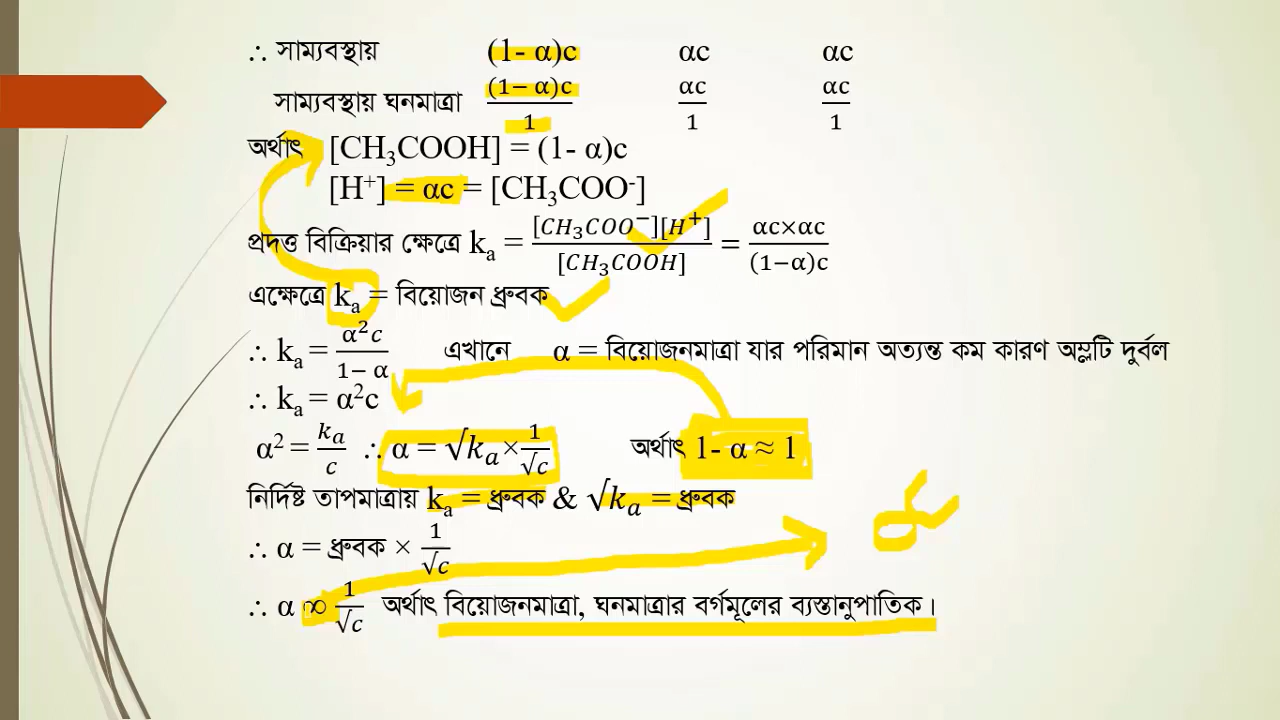 ∴ সাম্যবস্থায় (1- α)c αc αc
সাম্যবস্থায় ঘনমাত্রা (1− α)c/1 αc/1 αc/1
অর্থাৎ [CH₃COOH] = (1- α)c
[H⁺] = αc = [CH₃COO⁻]
প্রদত্ত বিক্রিয়ার ক্ষেত্রে kₐ = [CH₃COO⁻][H⁺]/[CH₃COOH] = αc×αc/(1−α)c
এক্ষেত্রে kₐ = বিয়োজন ধ্রুবক
∴ kₐ = α²c/1− α এখানে α = বিয়োজনমাত্রা যার পরিমান অত্যন্ত কম কারণ অম্লটি দুর্বল
∴ kₐ = α²c
α² = kₐ/c ∴ α = √kₐ × 1/√c অর্থাৎ 1- α ≈ 1
নির্দিষ্ট তাপমাত্রায় kₐ = ধ্রুবক & √kₐ = ধ্রুবক
∴ α = ধ্রুবক × 1/√c
∴ α ∞ 1/√c অর্থাৎ বিয়োজনমাত্রা, ঘনমাত্রার বর্গমূলের ব্যস্তানুপাতিক।